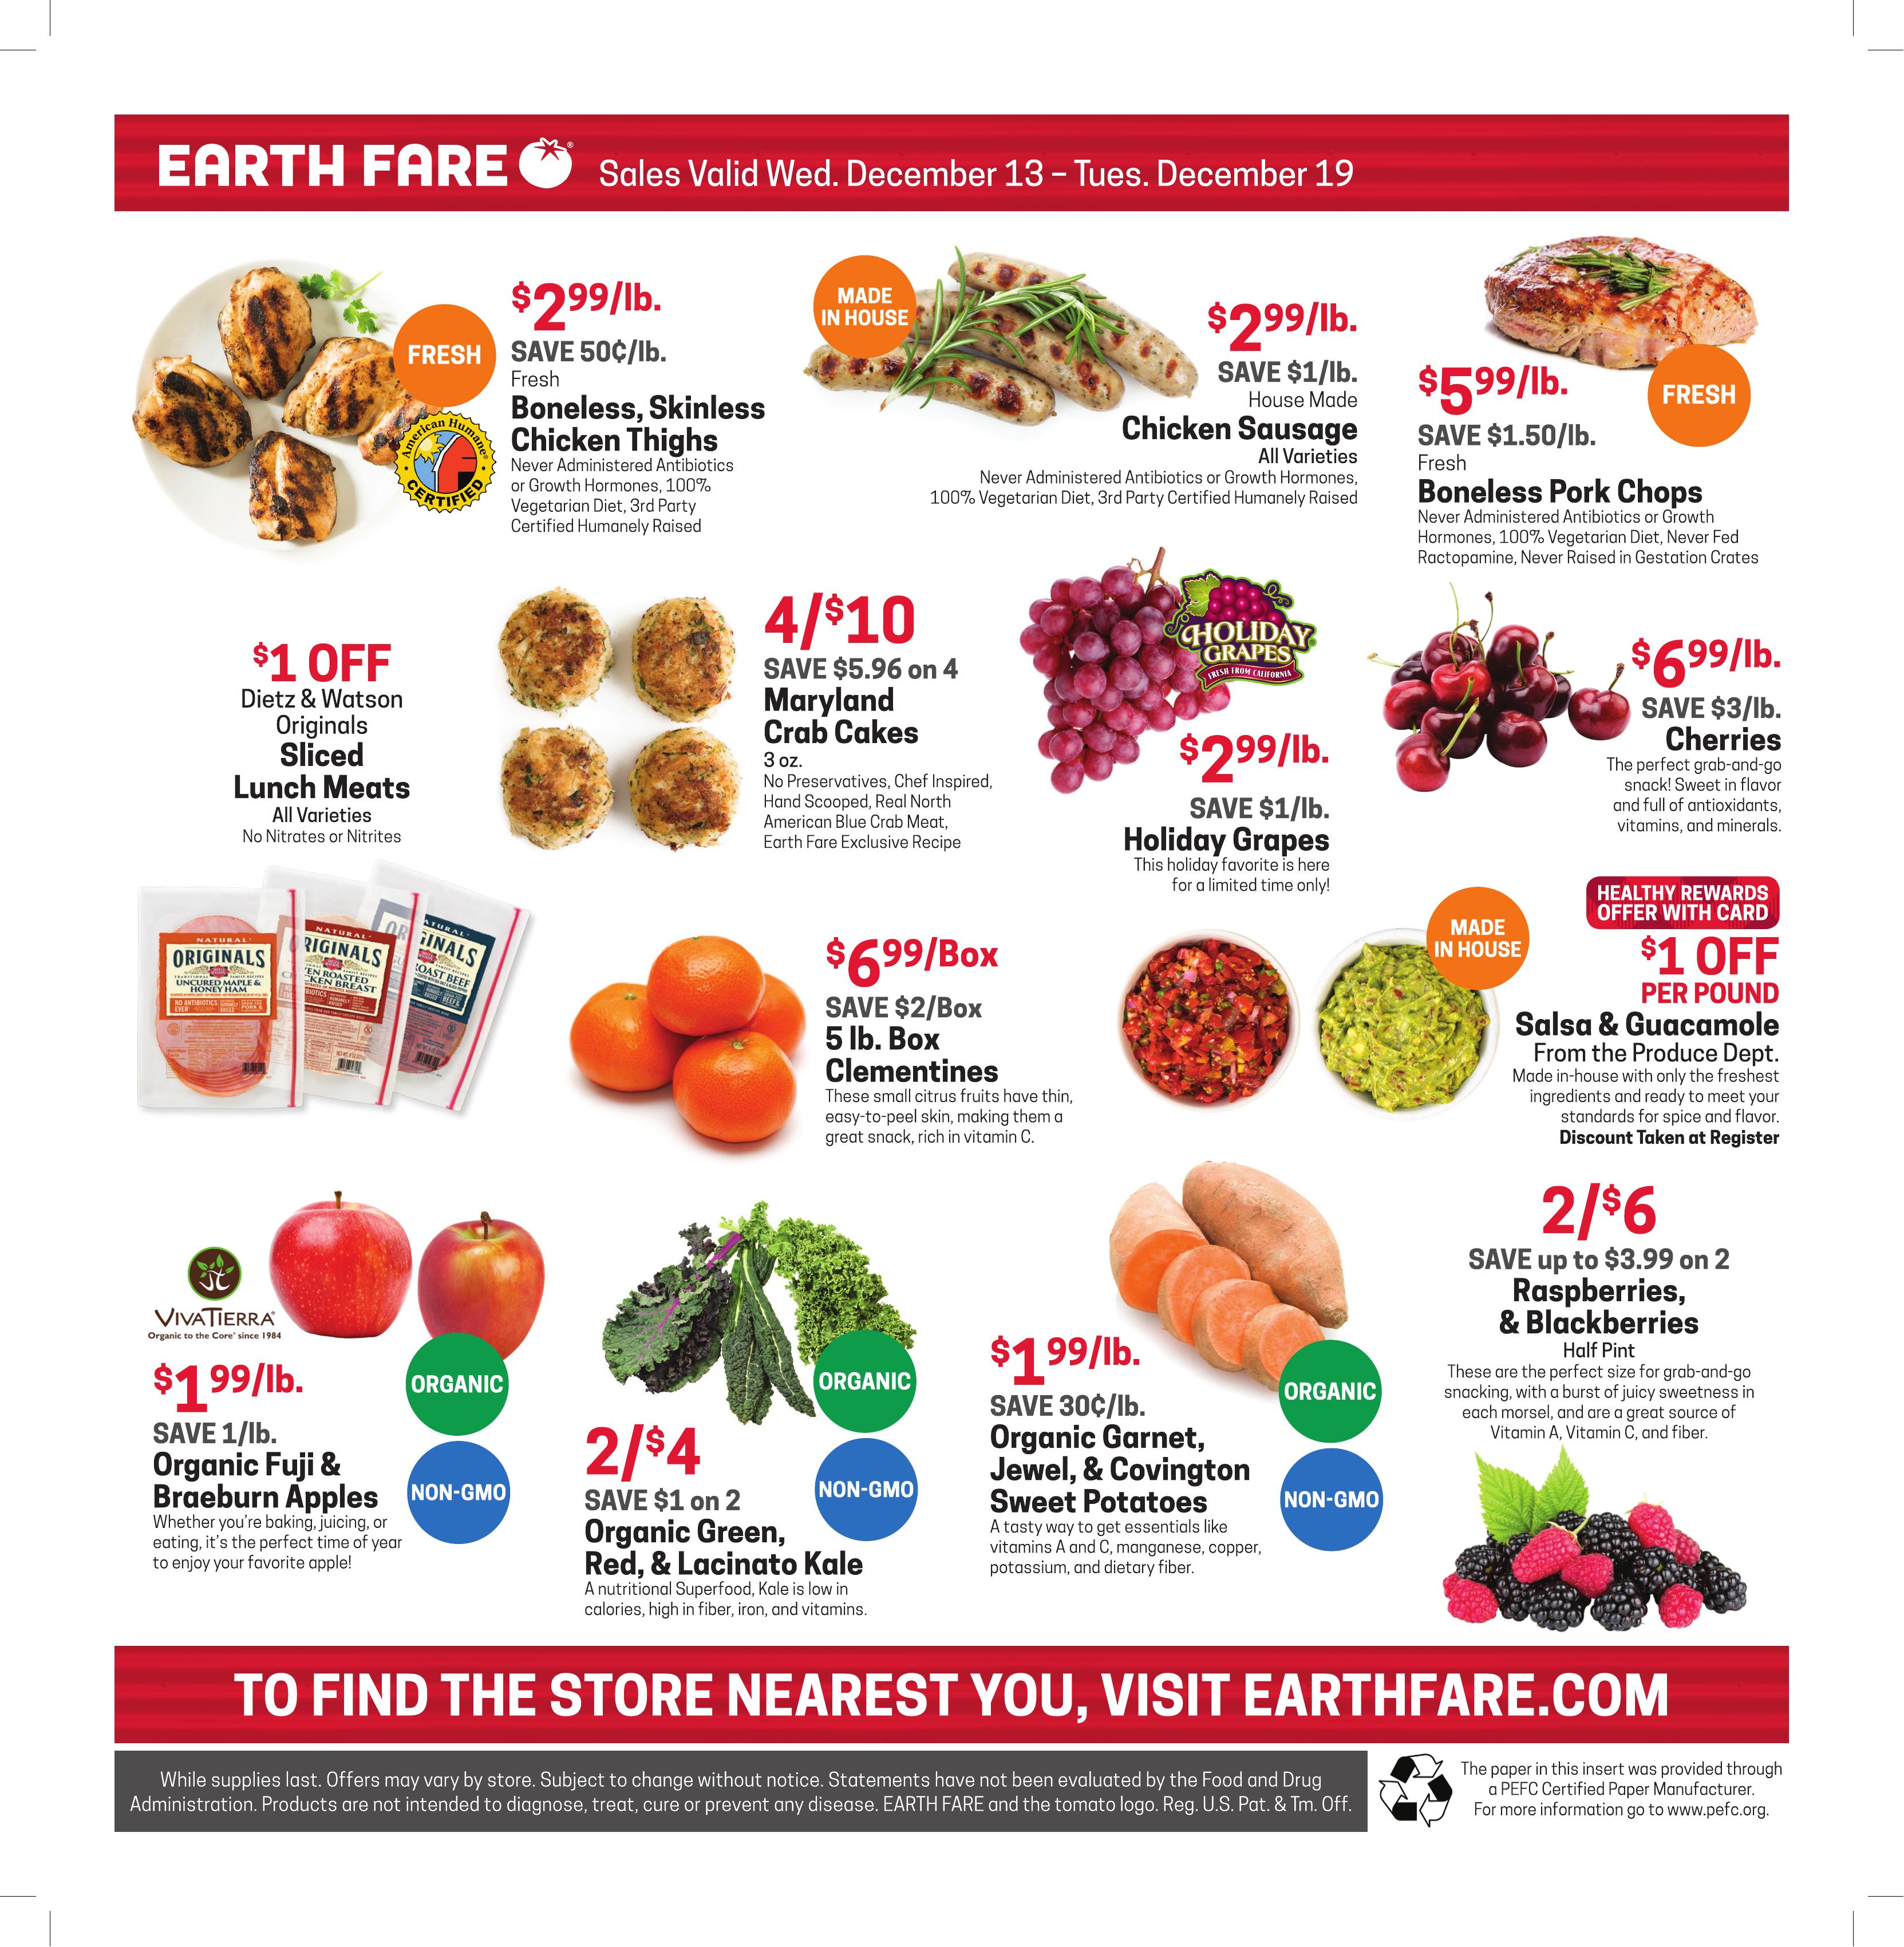 EARTH FARE®
Sales Valid Wed. December 13 – Tues. December 19
FRESH
American Humane®
CERTIFIED
$2.99/lb.
SAVE 50¢/lb.
Fresh
Boneless, Skinless
Chicken Thighs
Never Administered Antibiotics
or Growth Hormones, 100%
Vegetarian Diet, 3rd Party
Certified Humanely Raised
MADE
IN HOUSE
$2.99/lb.
SAVE $1/lb.
House Made
Chicken Sausage
All Varieties
Never Administered Antibiotics or Growth Hormones,
100% Vegetarian Diet, 3rd Party Certified Humanely Raised
FRESH
$5.99/lb.
SAVE $1.50/lb.
Fresh
Boneless Pork Chops
Never Administered Antibiotics or Growth
Hormones, 100% Vegetarian Diet, Never Fed
Ractopamine, Never Raised in Gestation Crates
$1 OFF
Dietz & Watson
Originals
Sliced
Lunch Meats
All Varieties
No Nitrates or Nitrites
NATURAL
ORIGINALS
UNCURED MAPLE &
HONEY HAM
NO ANTIBIOTICS
EVER
NATURAL
RIGINALS
EN ROASTED
KEN BREAST
ATURAL
GINALS
ROAST BEEF
4/$10
SAVE $5.96 on 4
Maryland
Crab Cakes
3 oz.
No Preservatives, Chef Inspired,
Hand Scooped, Real North
American Blue Crab Meat,
Earth Fare Exclusive Recipe
HOLIDAY
GRAPES
FRESH FROM CALIFORNIA
$2.99/lb.
SAVE $1/lb.
Holiday Grapes
This holiday favorite is here
for a limited time only!
$6.99/lb.
SAVE $3/lb.
Cherries
The perfect grab-and-go
snack! Sweet in flavor
and full of antioxidants,
vitamins, and minerals.
$6.99/Box
SAVE $2/Box
5 lb. Box
Clementines
These small citrus fruits have thin,
easy-to-peel skin, making them a
great snack, rich in vitamin C.
MADE
IN HOUSE
HEALTHY REWARDS
OFFER WITH CARD
$1 OFF
PER POUND
Salsa & Guacamole
From the Produce Dept.
Made in-house with only the freshest
ingredients and ready to meet your
standards for spice and flavor.
Discount Taken at Register
VIVATIERRA®
Organic to the Core® since 1984
$1.99/lb.
SAVE 1/lb.
Organic Fuji &
Braeburn Apples
Whether you're baking, juicing, or
eating, it's the perfect time of year
to enjoy your favorite apple!
ORGANIC
NON-GMO
2/$4
SAVE $1 on 2
Organic Green,
Red, & Lacinato Kale
A nutritional Superfood, Kale is low in
calories, high in fiber, iron, and vitamins.
ORGANIC
NON-GMO
$1.99/lb.
SAVE 30¢/lb.
Organic Garnet,
Jewel, & Covington
Sweet Potatoes
A tasty way to get essentials like
vitamins A and C, manganese, copper,
potassium, and dietary fiber.
ORGANIC
NON-GMO
2/$6
SAVE up to $3.99 on 2
Raspberries,
& Blackberries
Half Pint
These are the perfect size for grab-and-go
snacking, with a burst of juicy sweetness in
each morsel, and are a great source of
Vitamin A, Vitamin C, and fiber.
TO FIND THE STORE NEAREST YOU, VISIT EARTHFARE.COM
While supplies last. Offers may vary by store. Subject to change without notice. Statements have not been evaluated by the Food and Drug
Administration. Products are not intended to diagnose, treat, cure or prevent any disease. EARTH FARE and the tomato logo. Reg. U.S. Pat. & Tm. Off.
The paper in this insert was provided through
a PEFC Certified Paper Manufacturer.
For more information go to www.pefc.org.